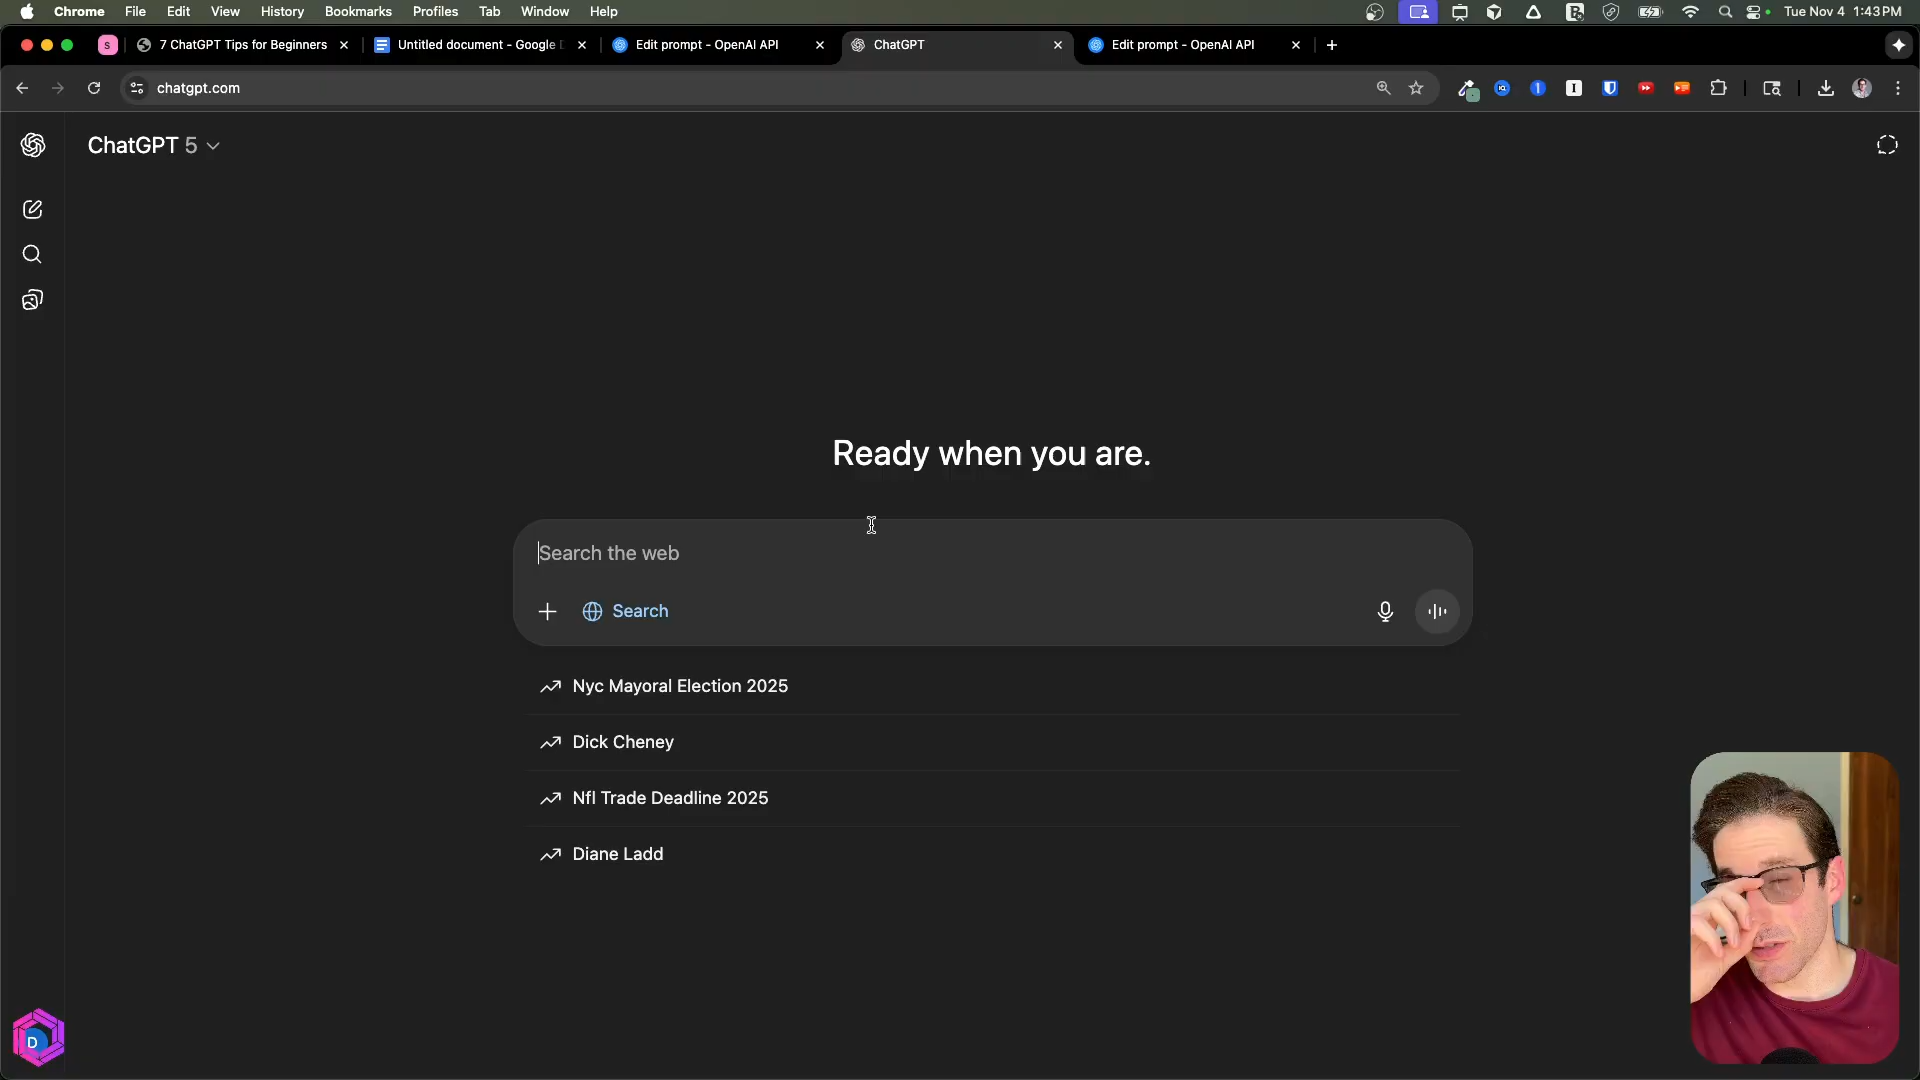 Chrome File Edit View History Bookmarks Profiles Tab Window Help Tue Nov 4 1:43 PM
S 7 ChatGPT Tips for Beginners Untitled document - Google Edit prompt - OpenAI API ChatGPT Edit prompt - OpenAI API
chatgpt.com
ChatGPT 5
Ready when you are.
Search the web
Search
Nyc Mayoral Election 2025
Dick Cheney
Nfl Trade Deadline 2025
Diane Ladd
D